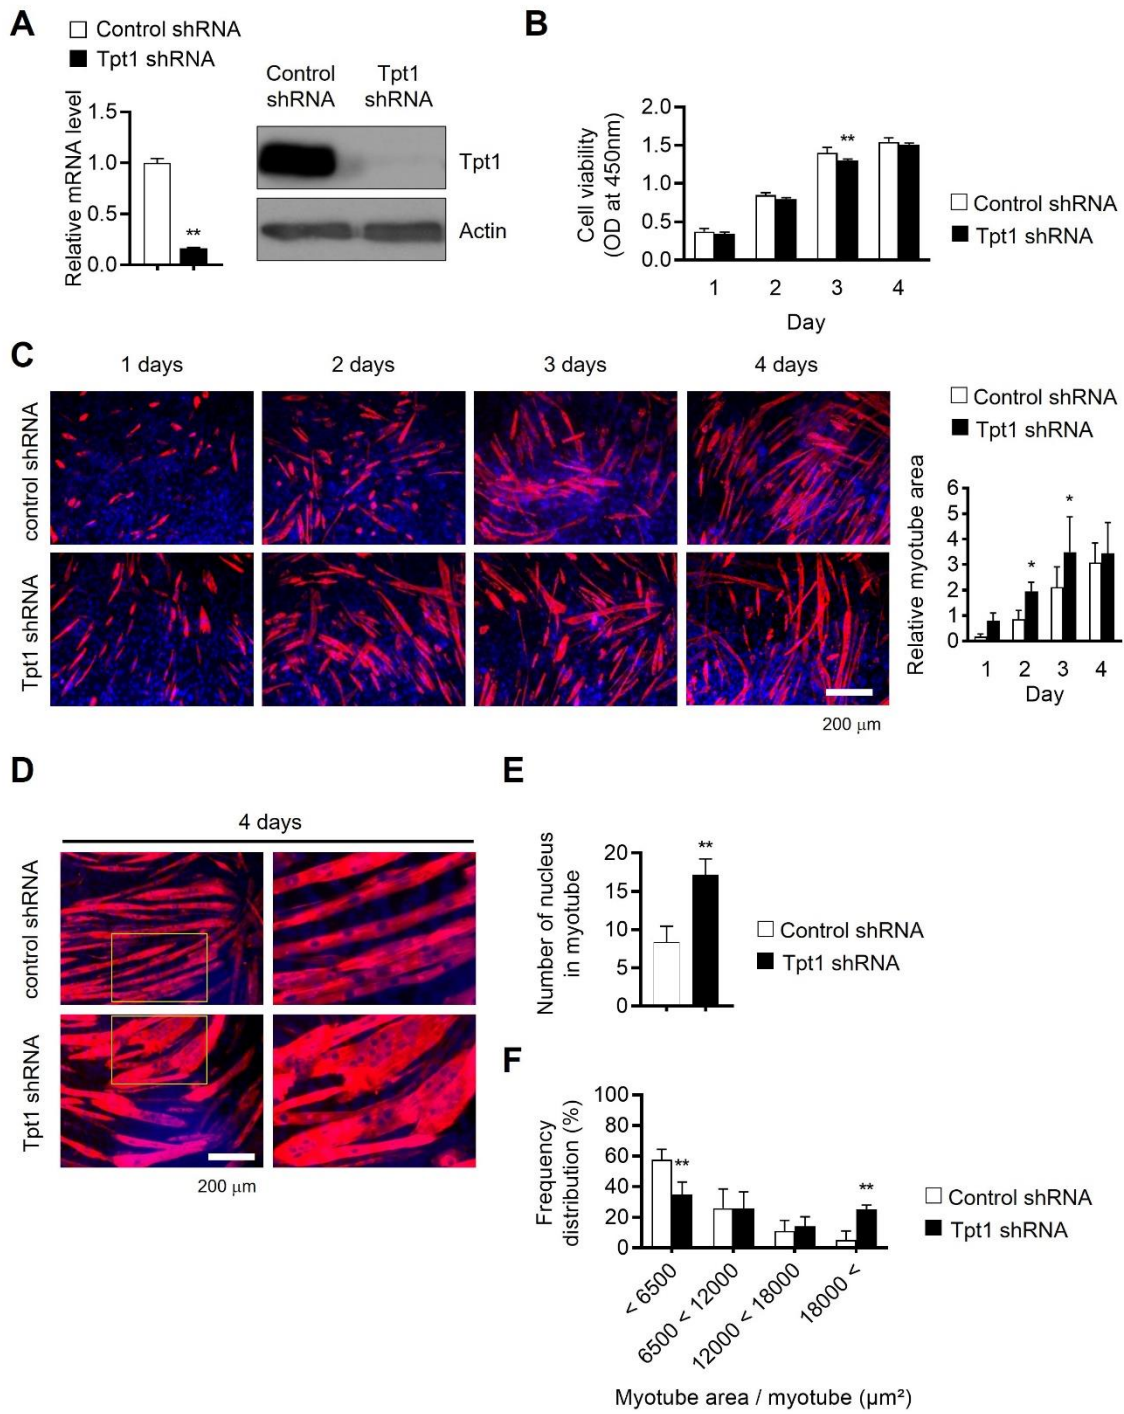 A
Control shRNA
Tpt1 shRNA
Relative mRNA level
1.5
1.0
0.5
0.0
**
Control
shRNA
Tpt1
shRNA
Tpt1
Actin
B
Cell viability
(OD at 450nm)
2.0
1.5
1.0
0.5
0.0
**
1 2 3 4
Day
Control shRNA
Tpt1 shRNA
C
1 days 2 days 3 days 4 days
control shRNA
Tpt1 shRNA
200 μm
Control shRNA
Tpt1 shRNA
Relative myotube area
6
5
4
3
2
1
0
*
*
1 2 3 4
Day
D
4 days
control shRNA
Tpt1 shRNA
200 μm
E
Number of nucleus
in myotube
20
15
10
5
0
**
Control shRNA
Tpt1 shRNA
F
Frequency
distribution (%)
100
80
60
40
20
0
**
**
< 6500
6500 < 12000
12000 < 18000
18000 <
Myotube area / myotube (μm²)
Control shRNA
Tpt1 shRNA